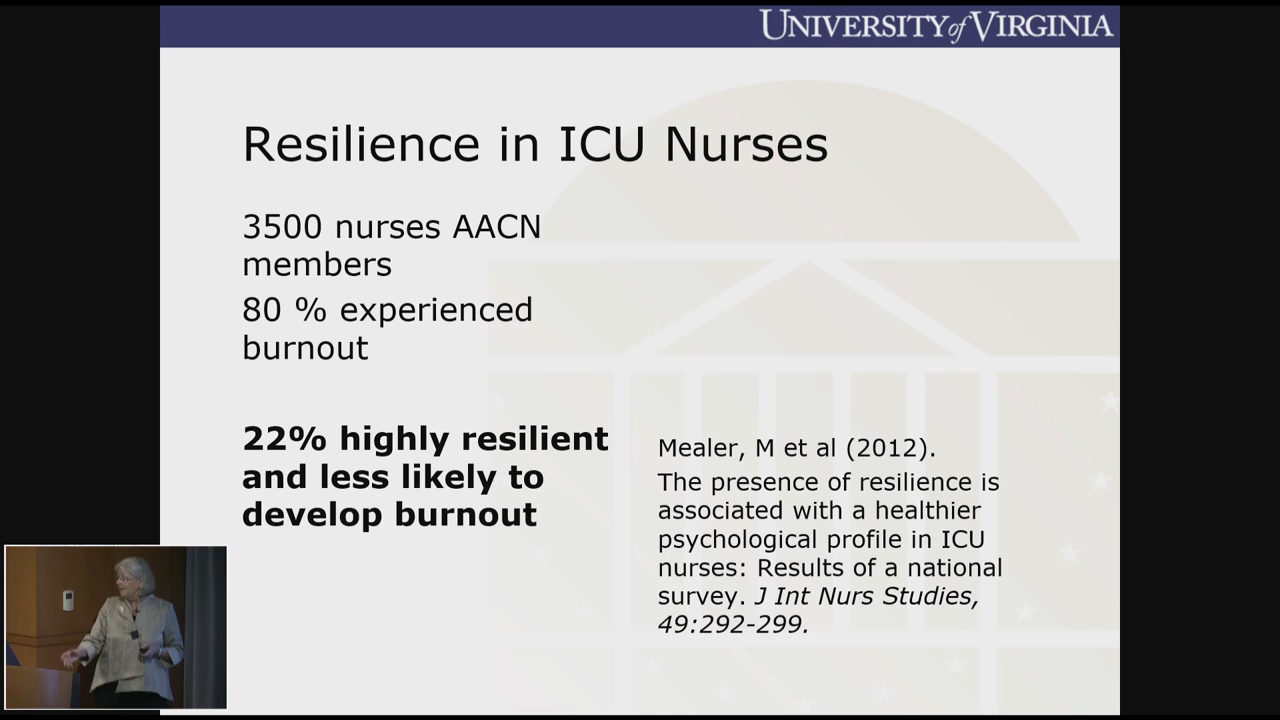 UNIVERSITY of VIRGINIA
Resilience in ICU Nurses
3500 nurses AACN
members
80 % experienced
burnout
22% highly resilient
and less likely to
develop burnout
Mealer, M et al (2012).
The presence of resilience is
associated with a healthier
psychological profile in ICU
nurses: Results of a national
survey. J Int Nurs Studies,
49:292-299.